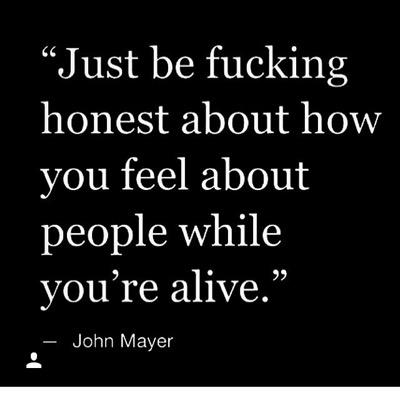 “Just be fucking
honest about how
you feel about
people while
you’re alive.”
— John Mayer